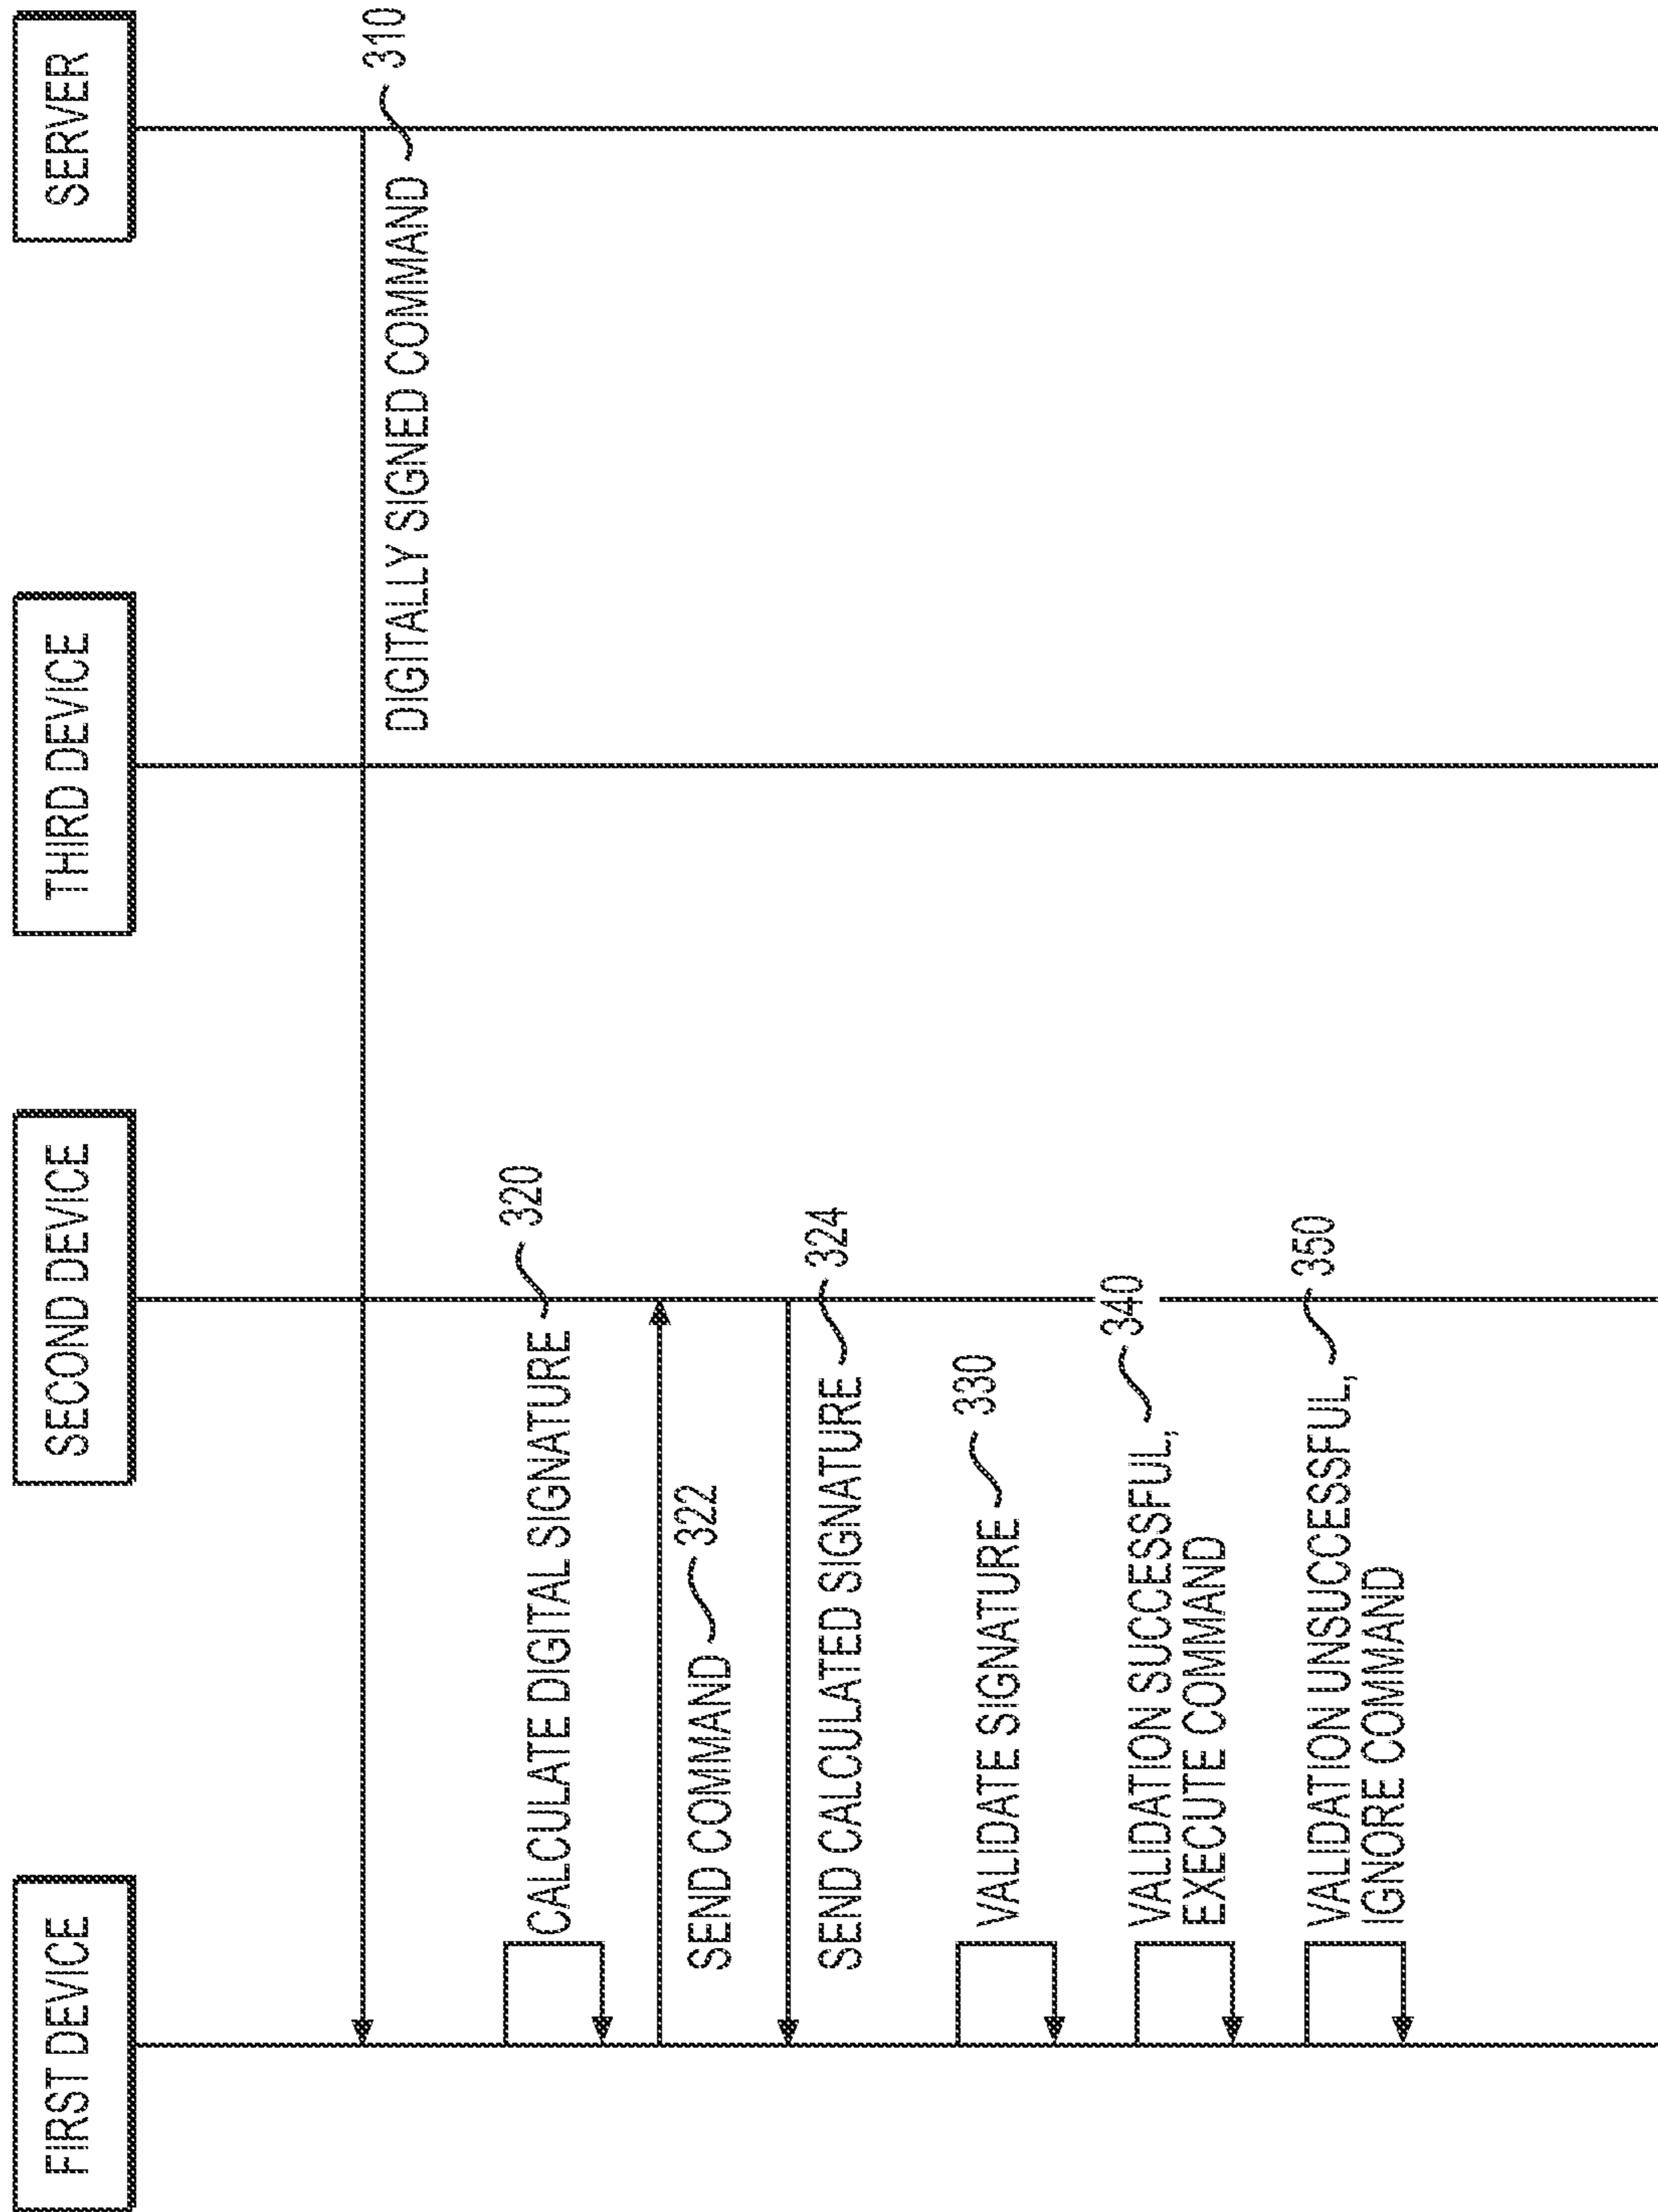 FIRST DEVICE
SECOND DEVICE
THIRD DEVICE
SERVER
DIGITALLY SIGNED COMMAND 310
CALCULATE DIGITAL SIGNATURE 320
SEND COMMAND 322
SEND CALCULATED SIGNATURE 324
VALIDATE SIGNATURE 330
VALIDATION SUCCESSFUL, 340
EXECUTE COMMAND
VALIDATION UNSUCCESSFUL, 350
IGNORE COMMAND